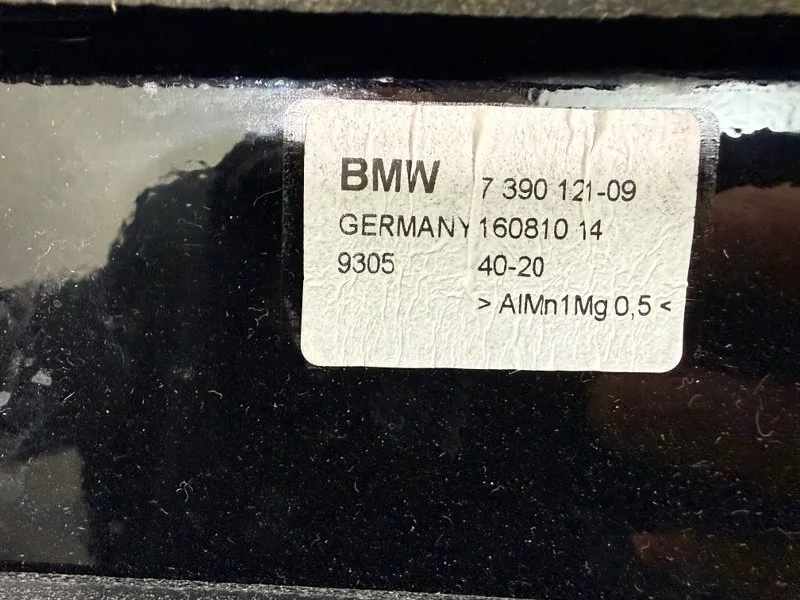 BMW 7 390 121-09
GERMANY 160810 14
9305 40-20
> AlMn1Mg 0,5 <